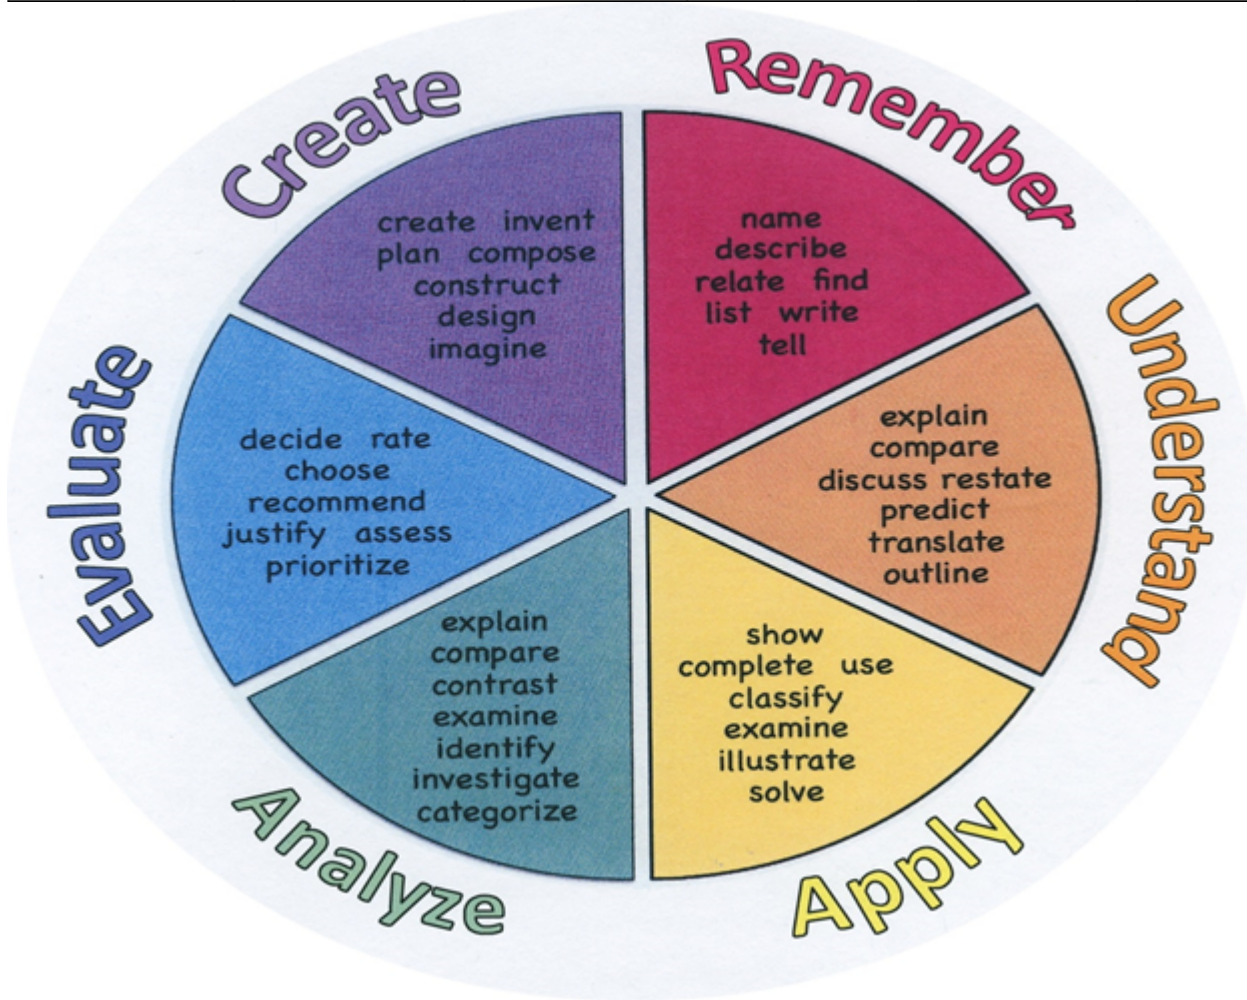 Remember
name
describe
relate find
list write
tell
Understand
explain
compare
discuss restate
predict
translate
outline
Apply
show
complete use
classify
examine
illustrate
solve
Analyze
explain
compare
contrast
examine
identify
investigate
categorize
Evaluate
decide rate
choose
recommend
justify assess
prioritize
Create
create invent
plan compose
construct
design
imagine